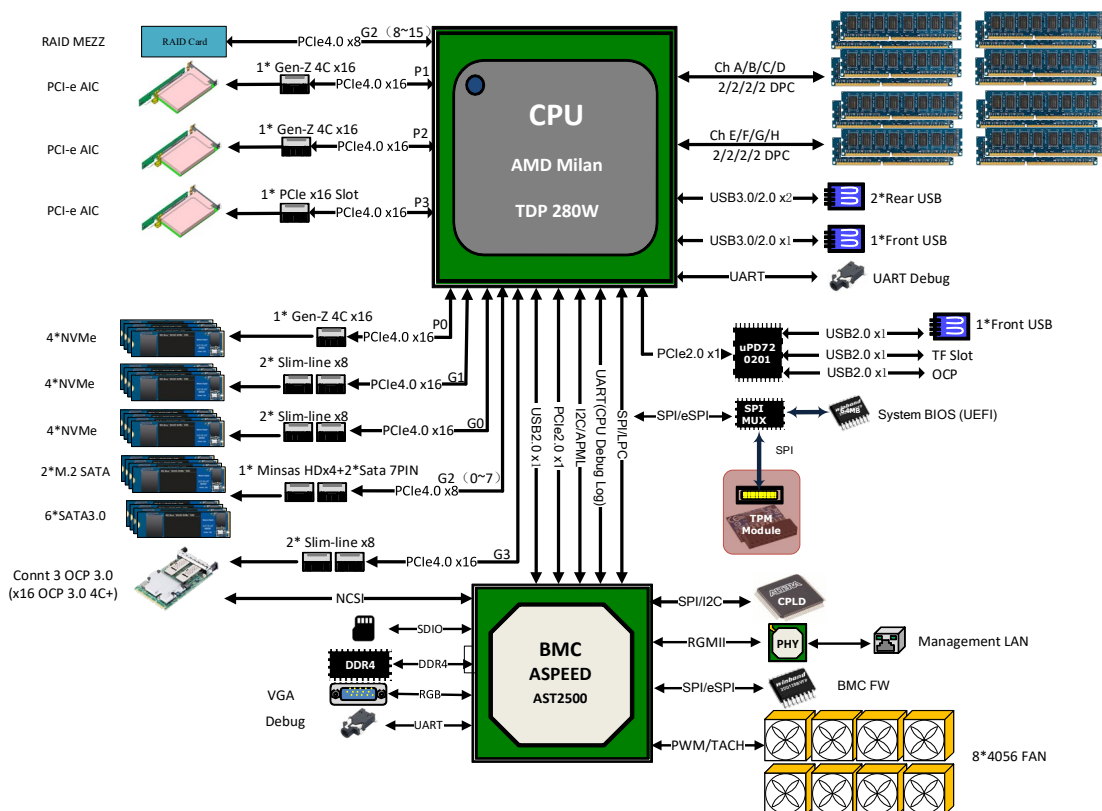 RAID MEZZ
RAID Card
PCIe4.0 x8
G2（8~15）
PCI-e AIC
1* Gen-Z 4C x16
PCIe4.0 x16
P1
PCI-e AIC
1* Gen-Z 4C x16
PCIe4.0 x16
P2
PCI-e AIC
1* PCIe x16 Slot
PCIe4.0 x16
P3
CPU
AMD Milan
TDP 280W
Ch A/B/C/D
2/2/2/2 DPC
Ch E/F/G/H
2/2/2/2 DPC
USB3.0/2.0 x2
2*Rear USB
USB3.0/2.0 x1
1*Front USB
UART
UART Debug
4*NVMe
1* Gen-Z 4C x16
PCIe4.0 x16
P0
4*NVMe
2* Slim-line x8
PCIe4.0 x16
G1
4*NVMe
2* Slim-line x8
PCIe4.0 x16
G0
2*M.2 SATA
1* Minsas HDx4+2*Sata 7PIN
G2（0~7）
PCIe4.0 x8
6*SATA3.0
2* Slim-line x8
PCIe4.0 x16
G3
Connt 3 OCP 3.0
(x16 OCP 3.0 4C+)
NCSI
USB2.0 x1
PCIe2.0 x1
I2C/APML
UART(CPU Debug Log)
SPI/LPC
PCIe2.0 x1
uPD72
0201
USB2.0 x1
1*Front USB
USB2.0 x1
TF Slot
USB2.0 x1
OCP
SPI/eSPI
SPI
MUX
winbond
64MB
System BIOS (UEFI)
SPI
TPM
Module
SDIO
DDR4
DDR4
VGA
RGB
Debug
UART
BMC
ASPEED
AST2500
SPI/I2C
ALTERA
CPLD
RGMII
PHY
Management LAN
SPI/eSPI
winbond
BMC FW
PWM/TACH
8*4056 FAN